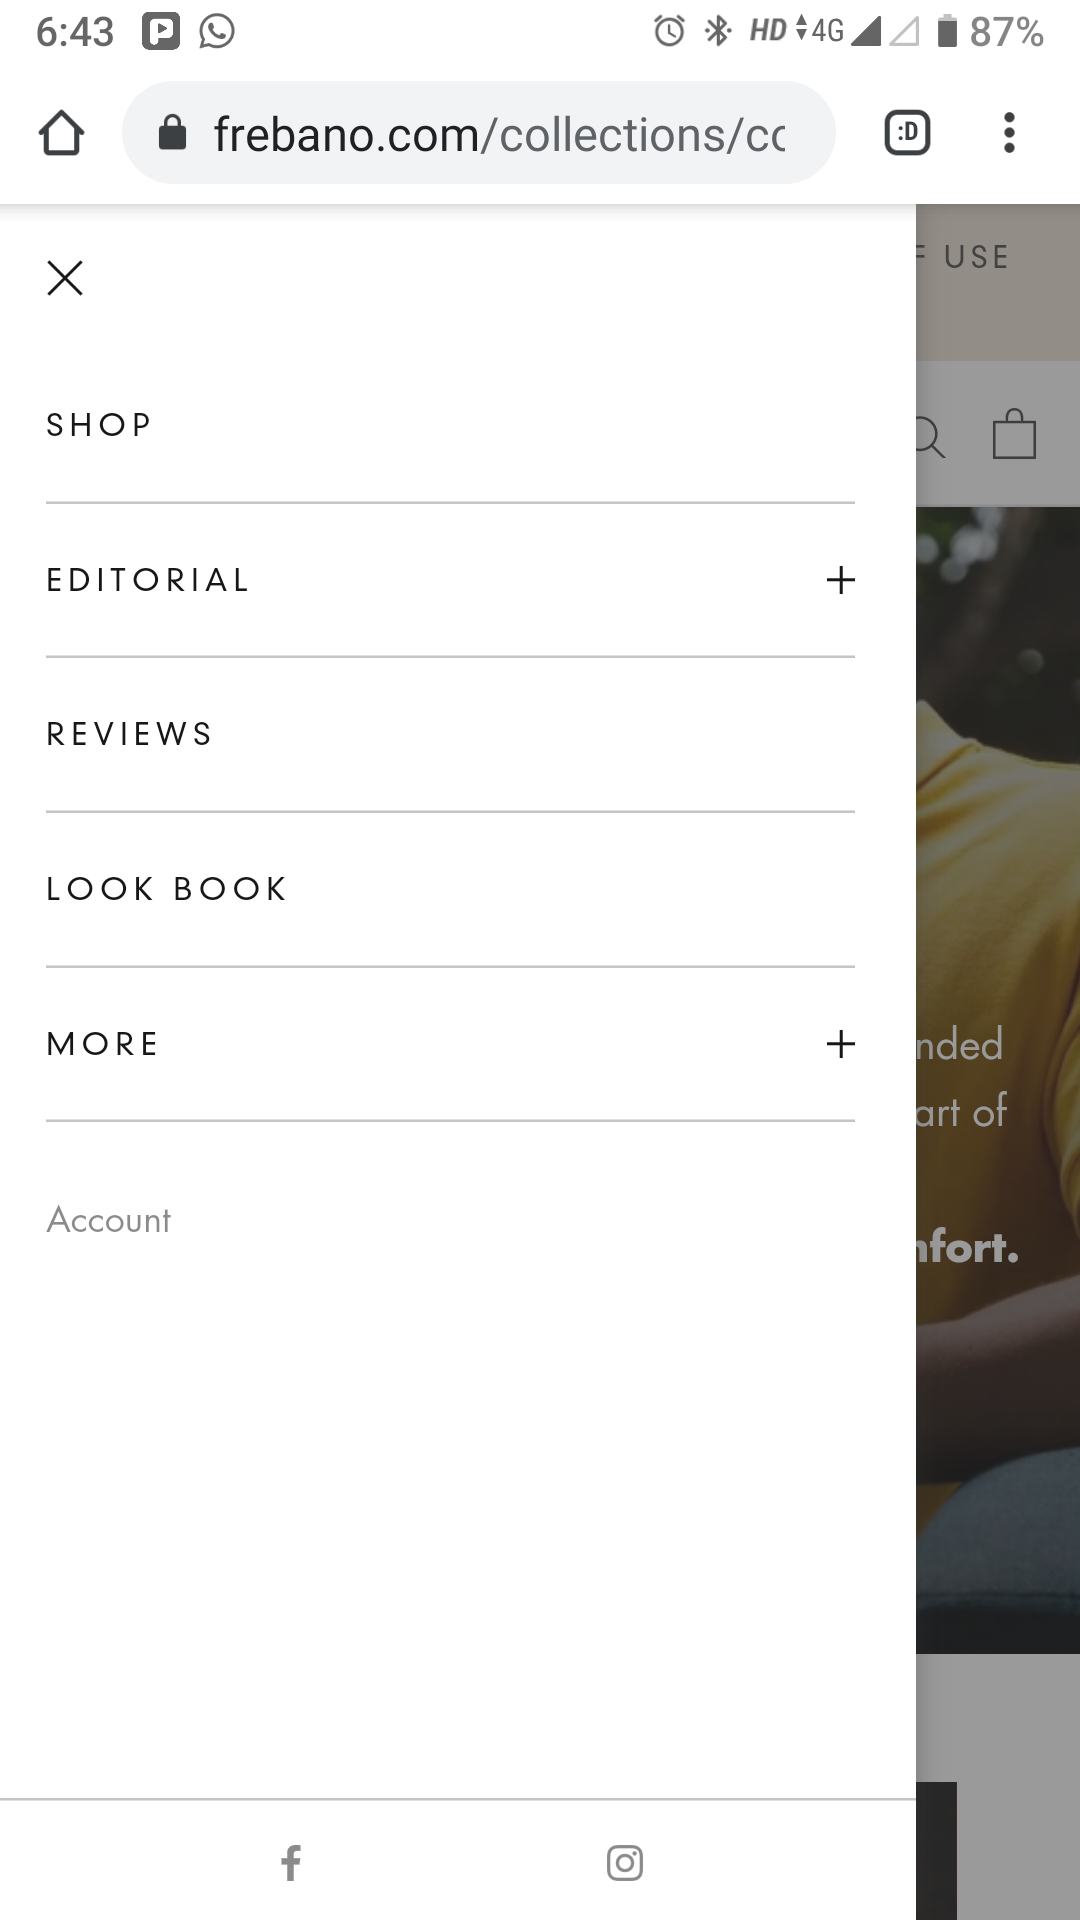 6:43
HD 4G 87%
frebano.com/collections/cc
:D
USE
SHOP
EDITORIAL
REVIEWS
LOOK BOOK
MORE
nded
art of
Account
nfort.